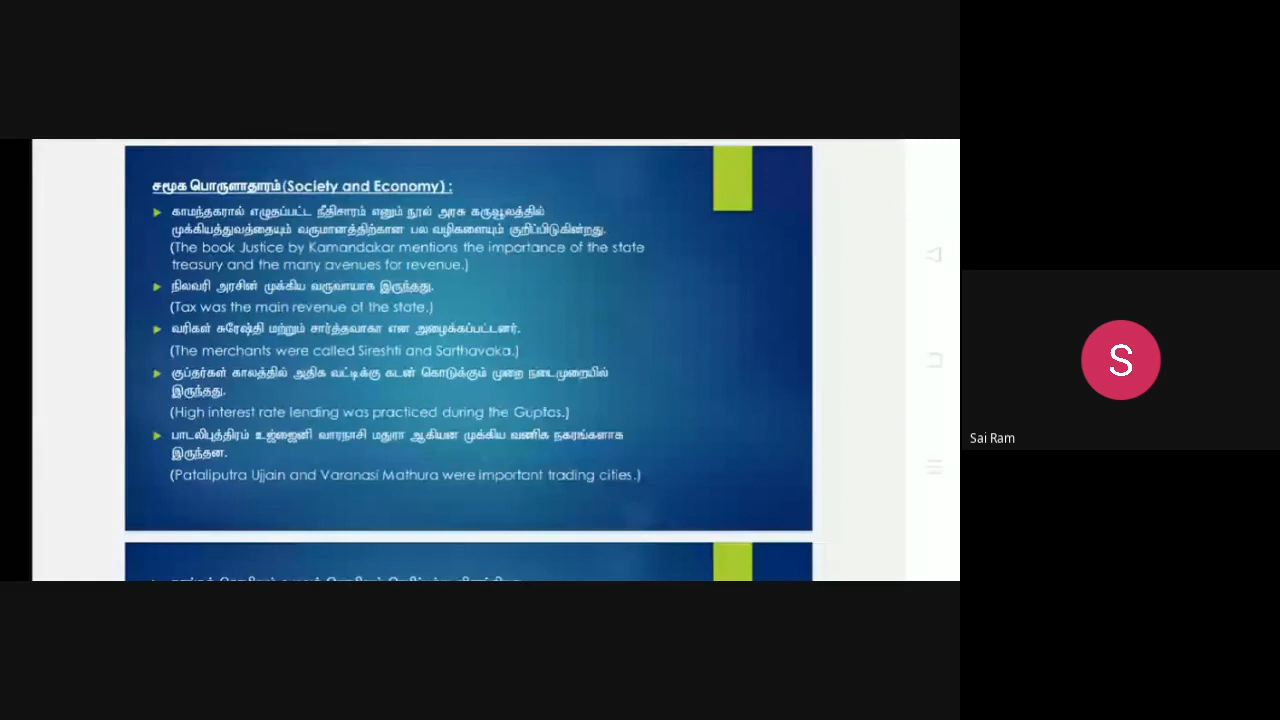 சமூக பொருளாதாரம்(Society and Economy) :
காமந்தகரால் எழுதப்பட்ட நீதிசாரம் எனும் நூல் அரசு கருவூலத்தில்
முக்கியத்துவத்தையும் வருமானத்திற்கான பல வழிகளையும் குறிப்பிடுகின்றது.
(The book Justice by Kamandakar mentions the importance of the state
treasury and the many avenues for revenue.)
நிலவரி அரசின் முக்கிய வருவாயாக இருந்தது.
(Tax was the main revenue of the state.)
வரிகள் சுரேஷ்தி மற்றும் சார்த்தவாகா என அழைக்கப்பட்டனர்.
(The merchants were called Sireshti and Sarthavaka.)
குப்தர்கள் காலத்தில் அதிக வட்டிக்கு கடன் கொடுக்கும் முறை நடைமுறையில்
இருந்தது.
(High interest rate lending was practiced during the Guptas.)
பாடலிபுத்திரம் உஜ்ஜைனி வாரநாசி மதுரா ஆகியன முக்கிய வணிக நகரங்களாக
இருந்தன.
(Pataliputra Ujjain and Varanasi Mathura were important trading cities.)
S
Sai Ram